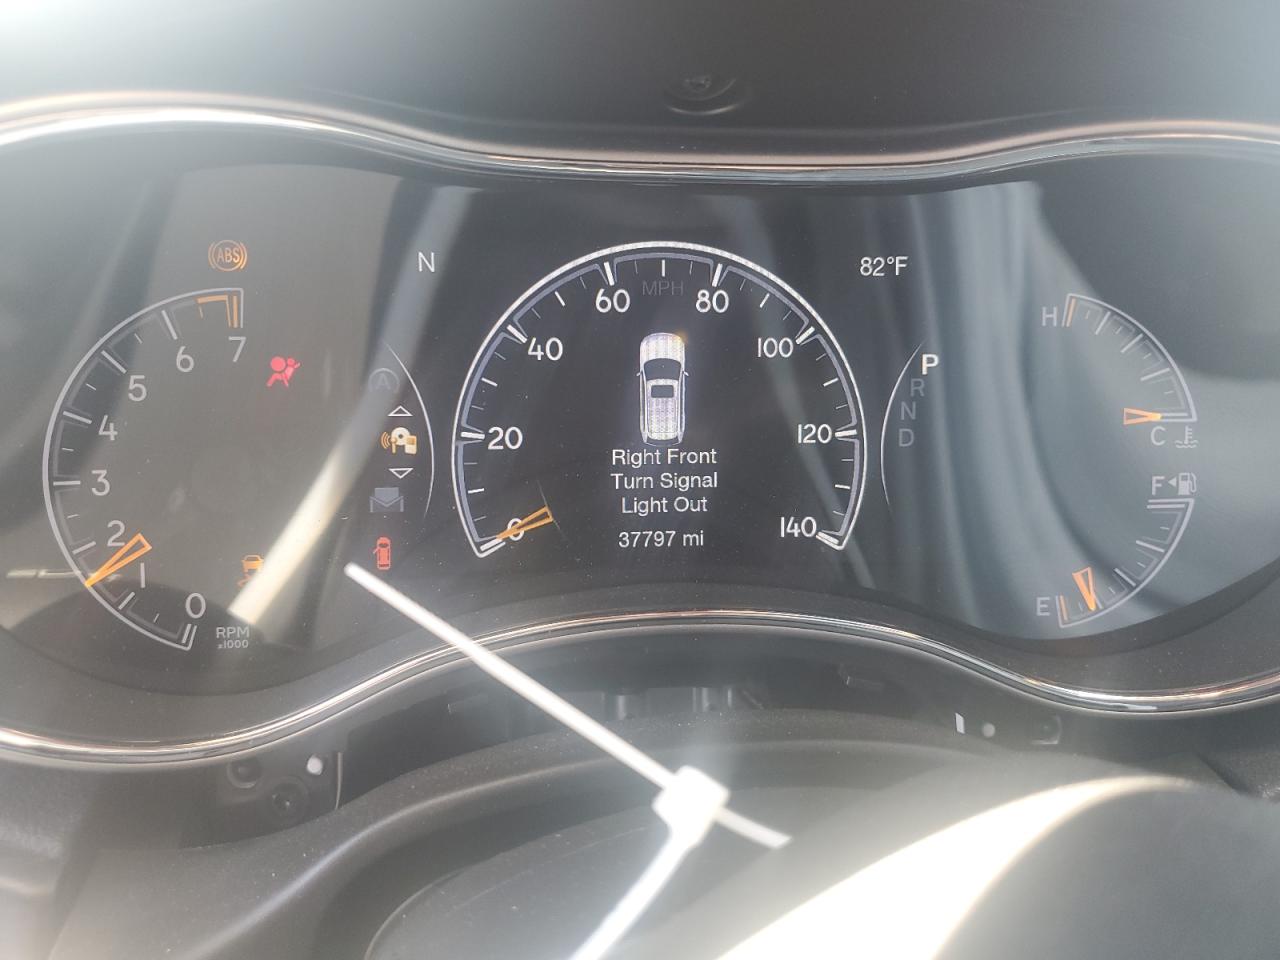 ABS
N
82°F
7
6
5
4
3
2
1
0
RPM
x1000
A
MPH
0
20
40
60
80
100
120
140
Right Front
Turn Signal
Light Out
37797 mi
P
R
N
D
H
C
F
E